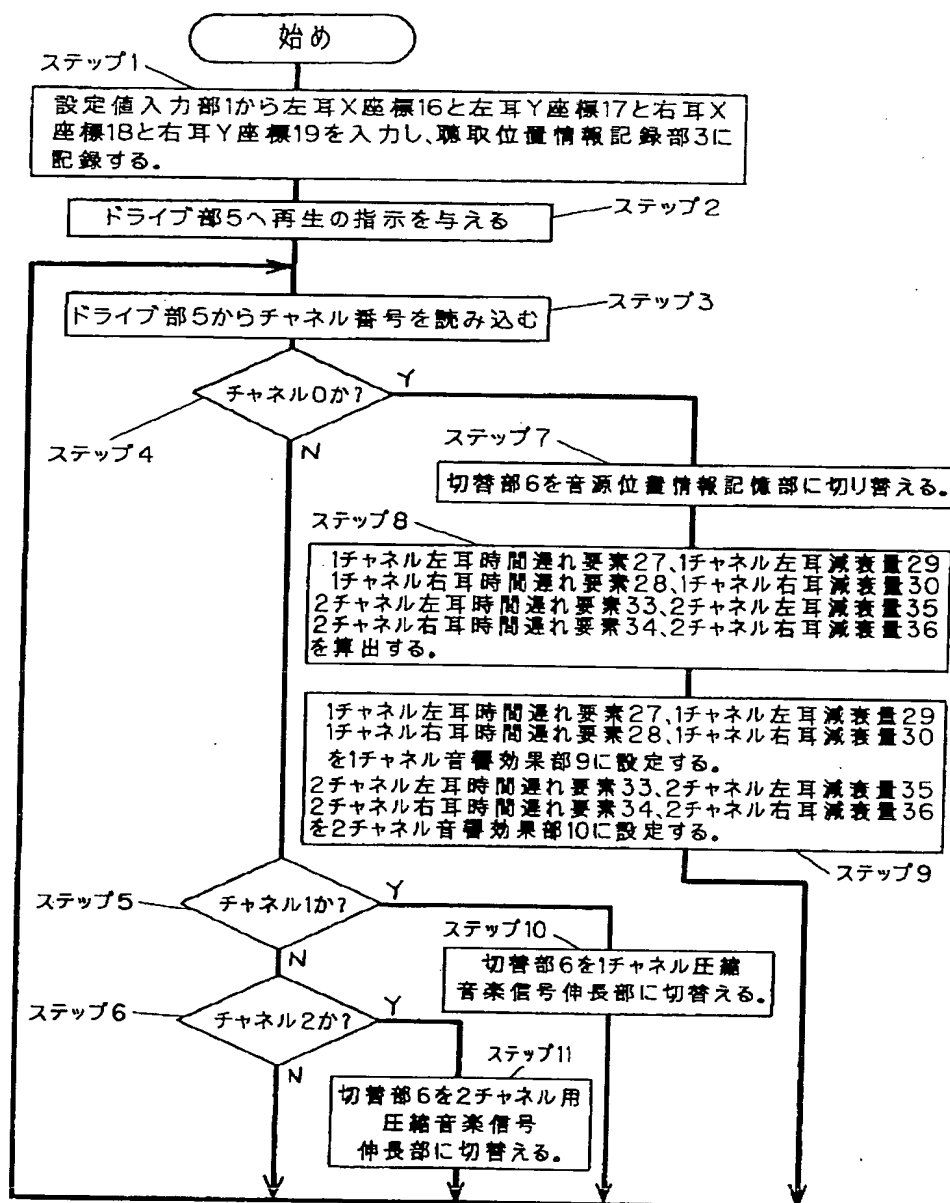 始め
ステップ1
設定値入力部1から左耳X座標16と左耳Y座標17と右耳X
座標18と右耳Y座標19を入力し、聴取位置情報記録部3に
記録する。
ドライブ部5へ再生の指示を与える
ステップ2
ドライブ部5からチャネル番号を読み込む
ステップ3
チャネル0か?
Y
ステップ4
N
ステップ7
切替部6を音源位置情報記憶部に切り替える。
ステップ8
1チャネル左耳時間遅れ要素27、1チャネル左耳減衰量29
1チャネル右耳時間遅れ要素28、1チャネル右耳減衰量30
2チャネル左耳時間遅れ要素33、2チャネル左耳減衰量35
2チャネル右耳時間遅れ要素34、2チャネル右耳減衰量36
を算出する。
1チャネル左耳時間遅れ要素27、1チャネル左耳減衰量29
1チャネル右耳時間遅れ要素28、1チャネル右耳減衰量30
を1チャネル音響効果部9に設定する。
2チャネル左耳時間遅れ要素33、2チャネル左耳減衰量35
2チャネル右耳時間遅れ要素34、2チャネル右耳減衰量36
を2チャネル音響効果部10に設定する。
ステップ9
ステップ5
チャネル1か?
Y
N
ステップ10
切替部6を1チャネル圧縮
音楽信号伸長部に切替える。
ステップ6
チャネル2か?
Y
N
ステップ11
切替部6を2チャネル用
圧縮音楽信号
伸長部に切替える。